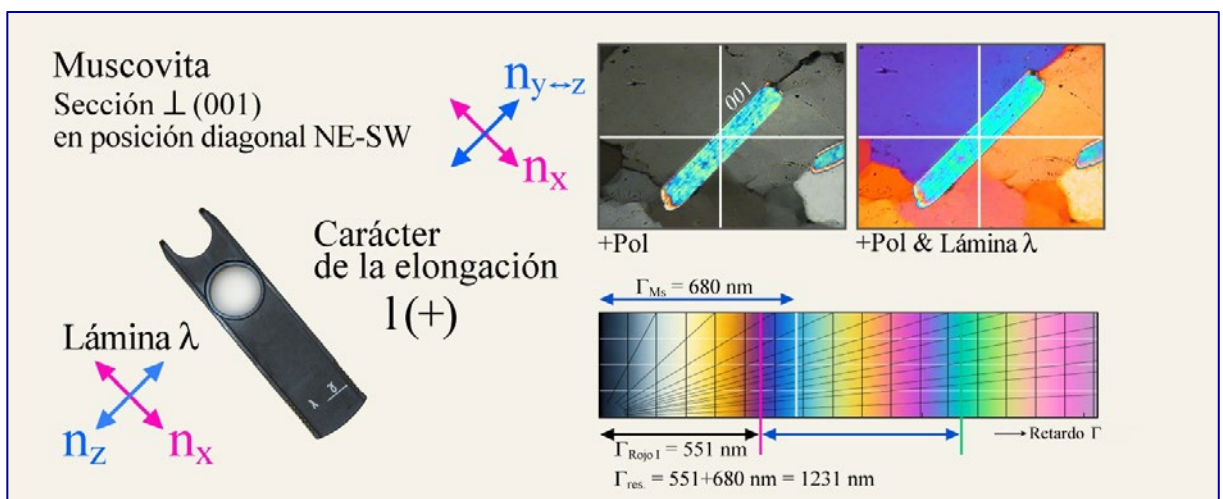 Muscovita
Sección ⊥ (001)
en posición diagonal NE-SW
n_y↔z
n_x
001
+Pol
+Pol & Lámina λ
Carácter
de la elongación
l (+)
Lámina λ
n_z
n_x
λ
γ
Γ_Ms = 680 nm
Γ_Rojo I = 551 nm
→ Retardo Γ
Γ_res. = 551+680 nm = 1231 nm